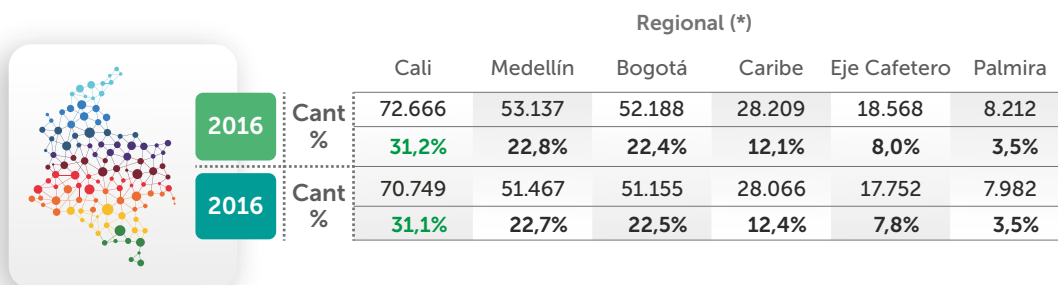 Regional (*)
Cali Medellín Bogotá Caribe Eje Cafetero Palmira
2016 Cant 72.666 53.137 52.188 28.209 18.568 8.212
% 31,2% 22,8% 22,4% 12,1% 8,0% 3,5%
2016 Cant 70.749 51.467 51.155 28.066 17.752 7.982
% 31,1% 22,7% 22,5% 12,4% 7,8% 3,5%